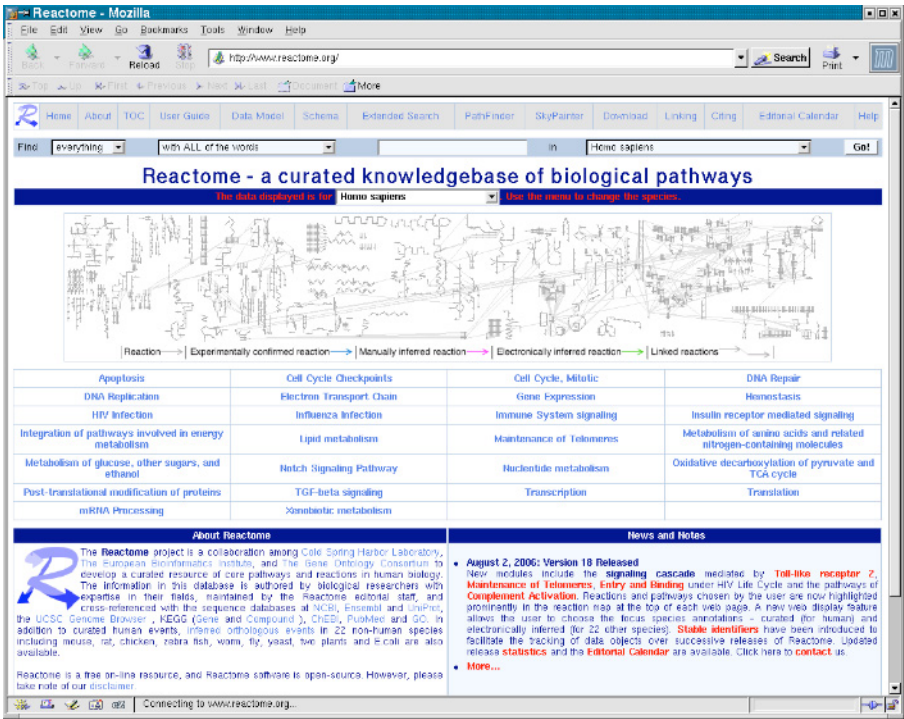 Reactome - Mozilla
File Edit View Go Bookmarks Tools Window Help
Back Forward Reload Stop http://www.reactome.org/ Search Print
Top Up First Previous Next Last Document More
Home About TOC User Guide Data Model Schema Extended Search PathFinder SkyPainter Download Linking Citing Editorial Calendar Help
Find everything with ALL of the words in Homo sapiens Go!
Reactome - a curated knowledgebase of biological pathways
The data displayed is for Homo sapiens . Use the menu to change the species.
Reaction Experimentally confirmed reaction Manually inferred reaction Electronically inferred reaction Linked reactions
Apoptosis Cell Cycle Checkpoints Cell Cycle, Mitotic DNA Repair
DNA Replication Electron Transport Chain Gene Expression Hemostasis
HIV Infection Influenza Infection Immune System signaling Insulin receptor mediated signaling
Integration of pathways involved in energy metabolism Lipid metabolism Maintenance of Telomeres Metabolism of amino acids and related nitrogen-containing molecules
Metabolism of glucose, other sugars, and ethanol Notch Signaling Pathway Nucleotide metabolism Oxidative decarboxylation of pyruvate and TCA cycle
Post-translational modification of proteins TGF-beta signaling Transcription Translation
mRNA Processing Xenobiotic metabolism
About Reactome
The Reactome project is a collaboration among Cold Spring Harbor Laboratory,
The European Bioinformatics Institute, and The Gene Ontology Consortium to
develop a curated resource of core pathways and reactions in human biology.
The information in this database is authored by biological researchers with
expertise in their fields, maintained by the Reactome editorial staff, and
cross-referenced with the sequence databases at NCBI, Ensembl and UniProt,
the UCSC Genome Browser , KEGG (Gene and Compound ), ChEBI, PubMed and GO. In
addition to curated human events, inferred orthologous events in 22 non-human species
including mouse, rat, chicken, zebra fish, worm, fly, yeast, two plants and E.coli are also
available.
Reactome is a free on-line resource, and Reactome software is open-source. However, please
take note of our disclaimer.
News and Notes
August 2, 2006: Version 18 Released
New modules include the signaling cascade mediated by Toll-like receptor 2,
Maintenance of Telomeres, Entry and Binding under HIV Life Cycle and the pathways of
Complement Activation. Reactions and pathways chosen by the user are now highlighted
prominently in the reaction map at the top of each web page. A new web display feature
allows the user to choose the focus species annotations - curated (for human) and
electronically inferred (for 22 other species). Stable identifiers have been introduced to
facilitate the tracking of data objects over successive releases of Reactome. Updated
release statistics and the Editorial Calendar are available. Click here to contact us.
More...
Connecting to www.reactome.org...